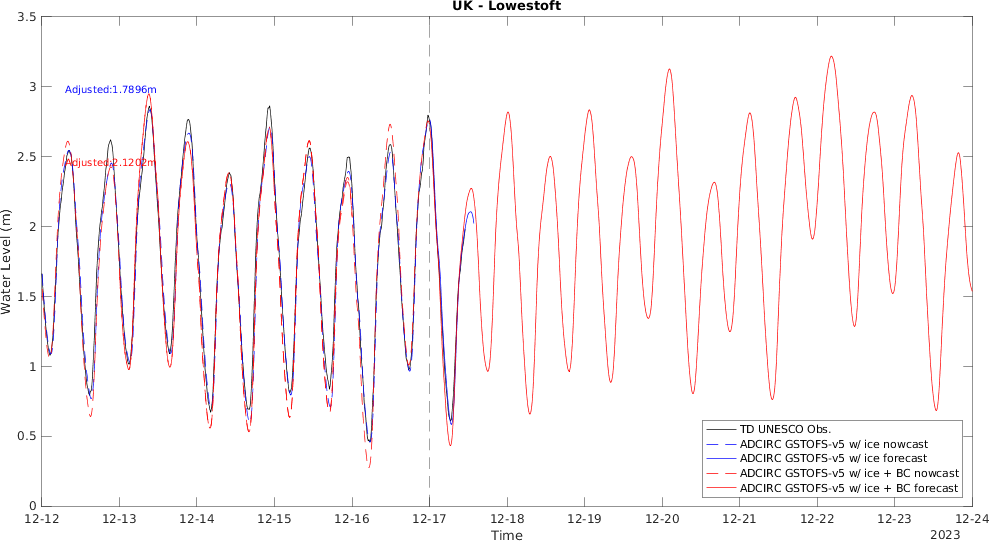 UK - Lowestoft
3.5
3
2.5
2
1.5
1
0.5
0
Water Level (m)
Adjusted:1.7896m
Adjusted:2.1202m
TD UNESCO Obs.
ADCIRC GSTOFS-v5 w/ ice nowcast
ADCIRC GSTOFS-v5 w/ ice forecast
ADCIRC GSTOFS-v5 w/ ice + BC nowcast
ADCIRC GSTOFS-v5 w/ ice + BC forecast
12-12 12-13 12-14 12-15 12-16 12-17 12-18 12-19 12-20 12-21 12-22 12-23 12-24
Time
2023